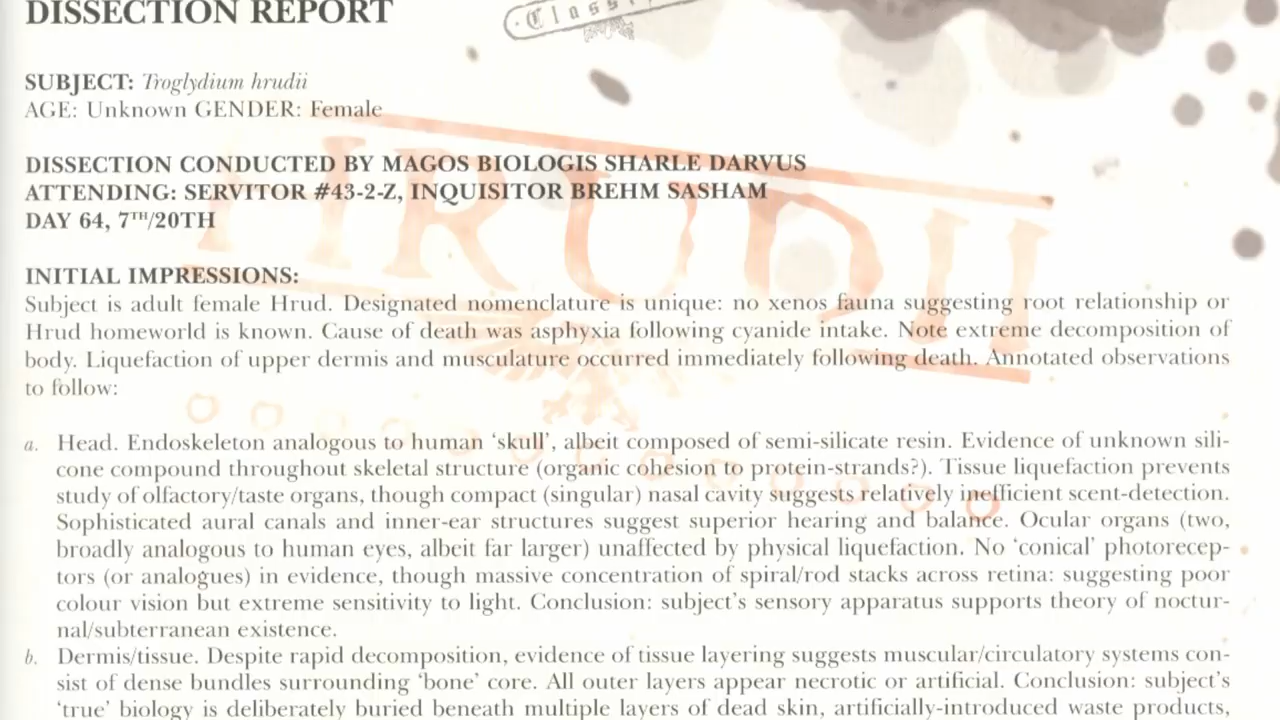 DISSECTION REPORT
Classi
SUBJECT: Troglydium hrudii
AGE: Unknown GENDER: Female
DISSECTION CONDUCTED BY MAGOS BIOLOGIS SHARLE DARVUS
ATTENDING: SERVITOR #43-2-Z, INQUISITOR BREHM SASHAM
DAY 64, 7TH/20TH
HRUDII
INITIAL IMPRESSIONS:
Subject is adult female Hrud. Designated nomenclature is unique: no xenos fauna suggesting root relationship or
Hrud homeworld is known. Cause of death was asphyxia following cyanide intake. Note extreme decomposition of
body. Liquefaction of upper dermis and musculature occurred immediately following death. Annotated observations
to follow:
a. Head. Endoskeleton analogous to human ‘skull’, albeit composed of semi-silicate resin. Evidence of unknown sili-
cone compound throughout skeletal structure (organic cohesion to protein-strands?). Tissue liquefaction prevents
study of olfactory/taste organs, though compact (singular) nasal cavity suggests relatively inefficient scent-detection.
Sophisticated aural canals and inner-ear structures suggest superior hearing and balance. Ocular organs (two,
broadly analogous to human eyes, albeit far larger) unaffected by physical liquefaction. No ‘conical’ photorecep-
tors (or analogues) in evidence, though massive concentration of spiral/rod stacks across retina: suggesting poor
colour vision but extreme sensitivity to light. Conclusion: subject’s sensory apparatus supports theory of noctur-
nal/subterranean existence.
b. Dermis/tissue. Despite rapid decomposition, evidence of tissue layering suggests muscular/circulatory systems con-
sist of dense bundles surrounding ‘bone’ core. All outer layers appear necrotic or artificial. Conclusion: subject’s
‘true’ biology is deliberately buried beneath multiple layers of dead skin, artificially-introduced waste products,